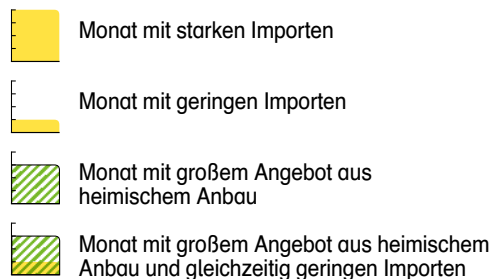 Monat mit starken Importen
Monat mit geringen Importen
Monat mit großem Angebot aus
heimischem Anbau
Monat mit großem Angebot aus heimischem
Anbau und gleichzeitig geringen Importen